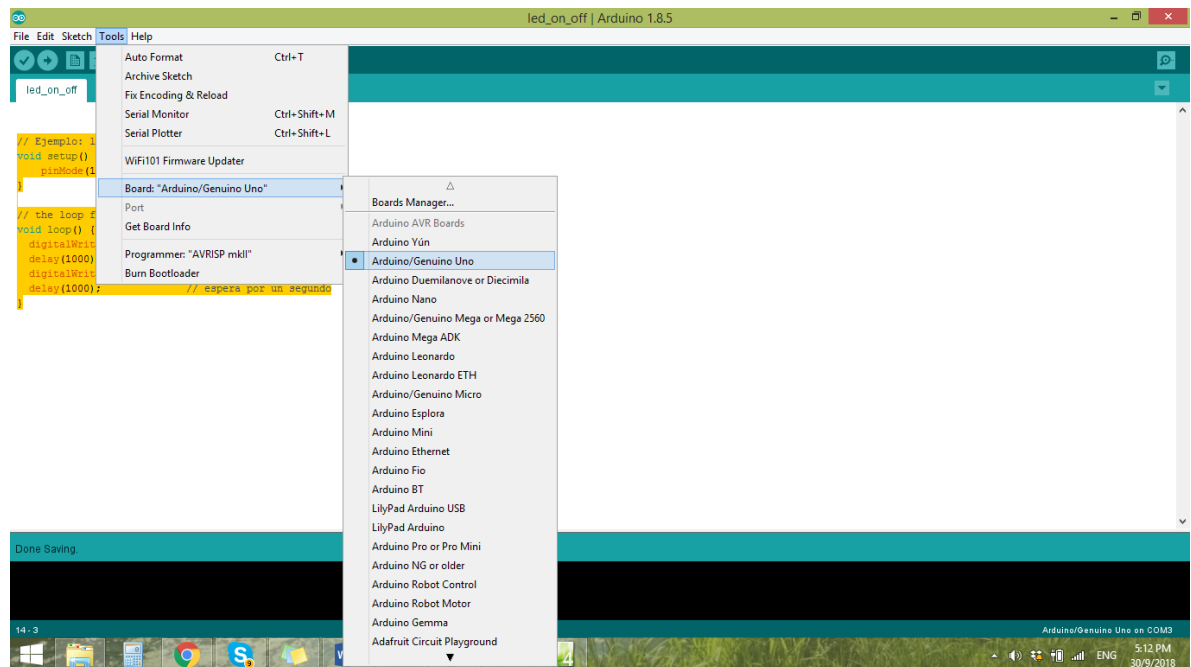 led_on_off | Arduino 1.8.5
File Edit Sketch Tools Help
led_on_off
Auto Format Ctrl+T
Archive Sketch
Fix Encoding & Reload
Serial Monitor Ctrl+Shift+M
Serial Plotter Ctrl+Shift+L
WiFi101 Firmware Updater
Board: "Arduino/Genuino Uno"
Port
Get Board Info
Programmer: "AVRISP mkII"
Burn Bootloader
// Ejemplo:
void setup()
pinMode(1
}
// the loop f
void loop() {
digitalWrit
delay(1000)
digitalWrit
delay(1000); // espera por un segundo
}
Boards Manager...
Arduino AVR Boards
Arduino Yún
Arduino/Genuino Uno
Arduino Duemilanove or Diecimila
Arduino Nano
Arduino/Genuino Mega or Mega 2560
Arduino Mega ADK
Arduino Leonardo
Arduino Leonardo ETH
Arduino/Genuino Micro
Arduino Esplora
Arduino Mini
Arduino Ethernet
Arduino Fio
Arduino BT
LilyPad Arduino USB
LilyPad Arduino
Arduino Pro or Pro Mini
Arduino NG or older
Arduino Robot Control
Arduino Robot Motor
Arduino Gemma
Adafruit Circuit Playground
Done Saving.
14 - 3
Arduino/Genuino Uno on COM3
ENG
5:12 PM
30/9/2018